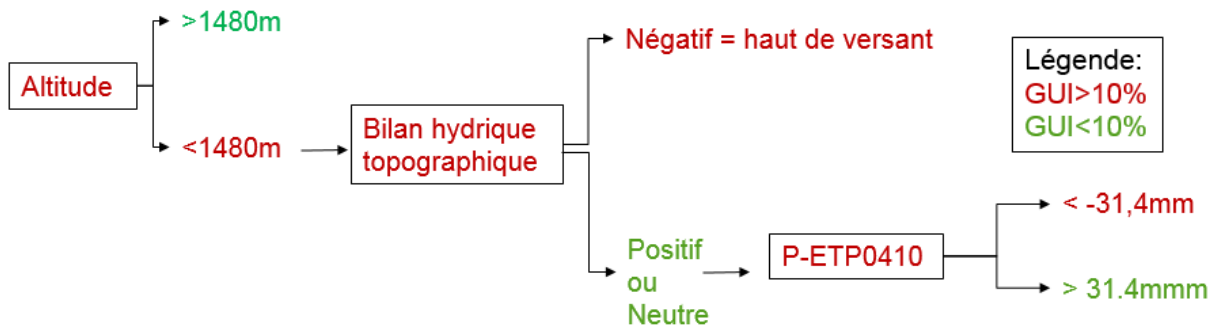 >1480m
Altitude
<1480m
Bilan hydrique
topographique
Négatif = haut de versant
Positif
ou
Neutre
P-ETP0410
< -31,4mm
> 31.4mmm
Légende:
GUI>10%
GUI<10%